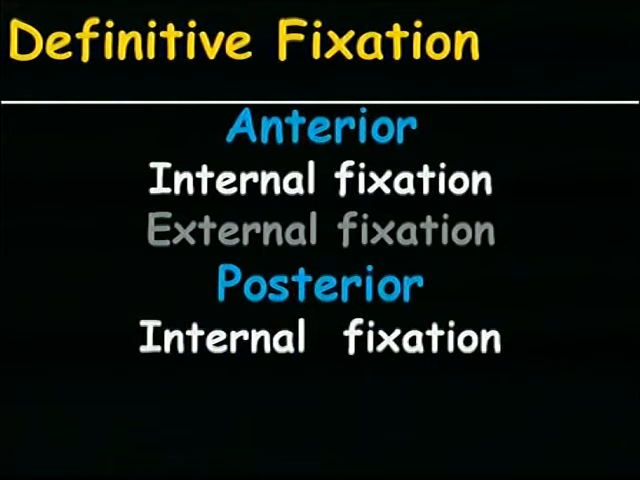 Definitive Fixation
Anterior
Internal fixation
External fixation
Posterior
Internal fixation